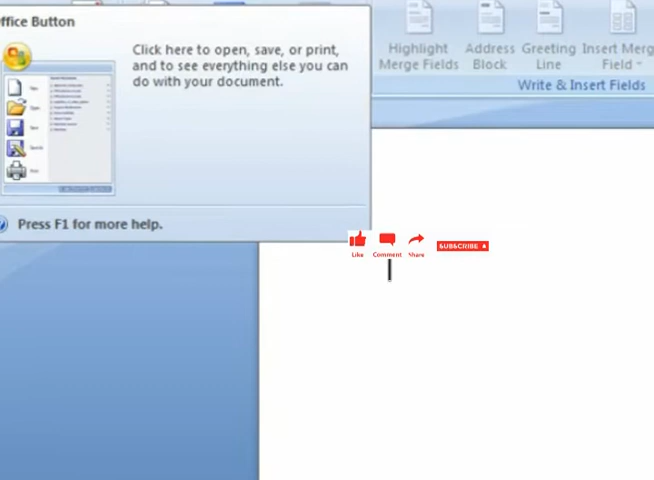 ffice Button
Click here to open, save, or print,
and to see everything else you can
do with your document.
Press F1 for more help.
Highlight
Merge Fields
Address
Block
Greeting
Line
Insert Merg
Field
Write & Insert Fields
Like
Comment
Share
SUBSCRIBE